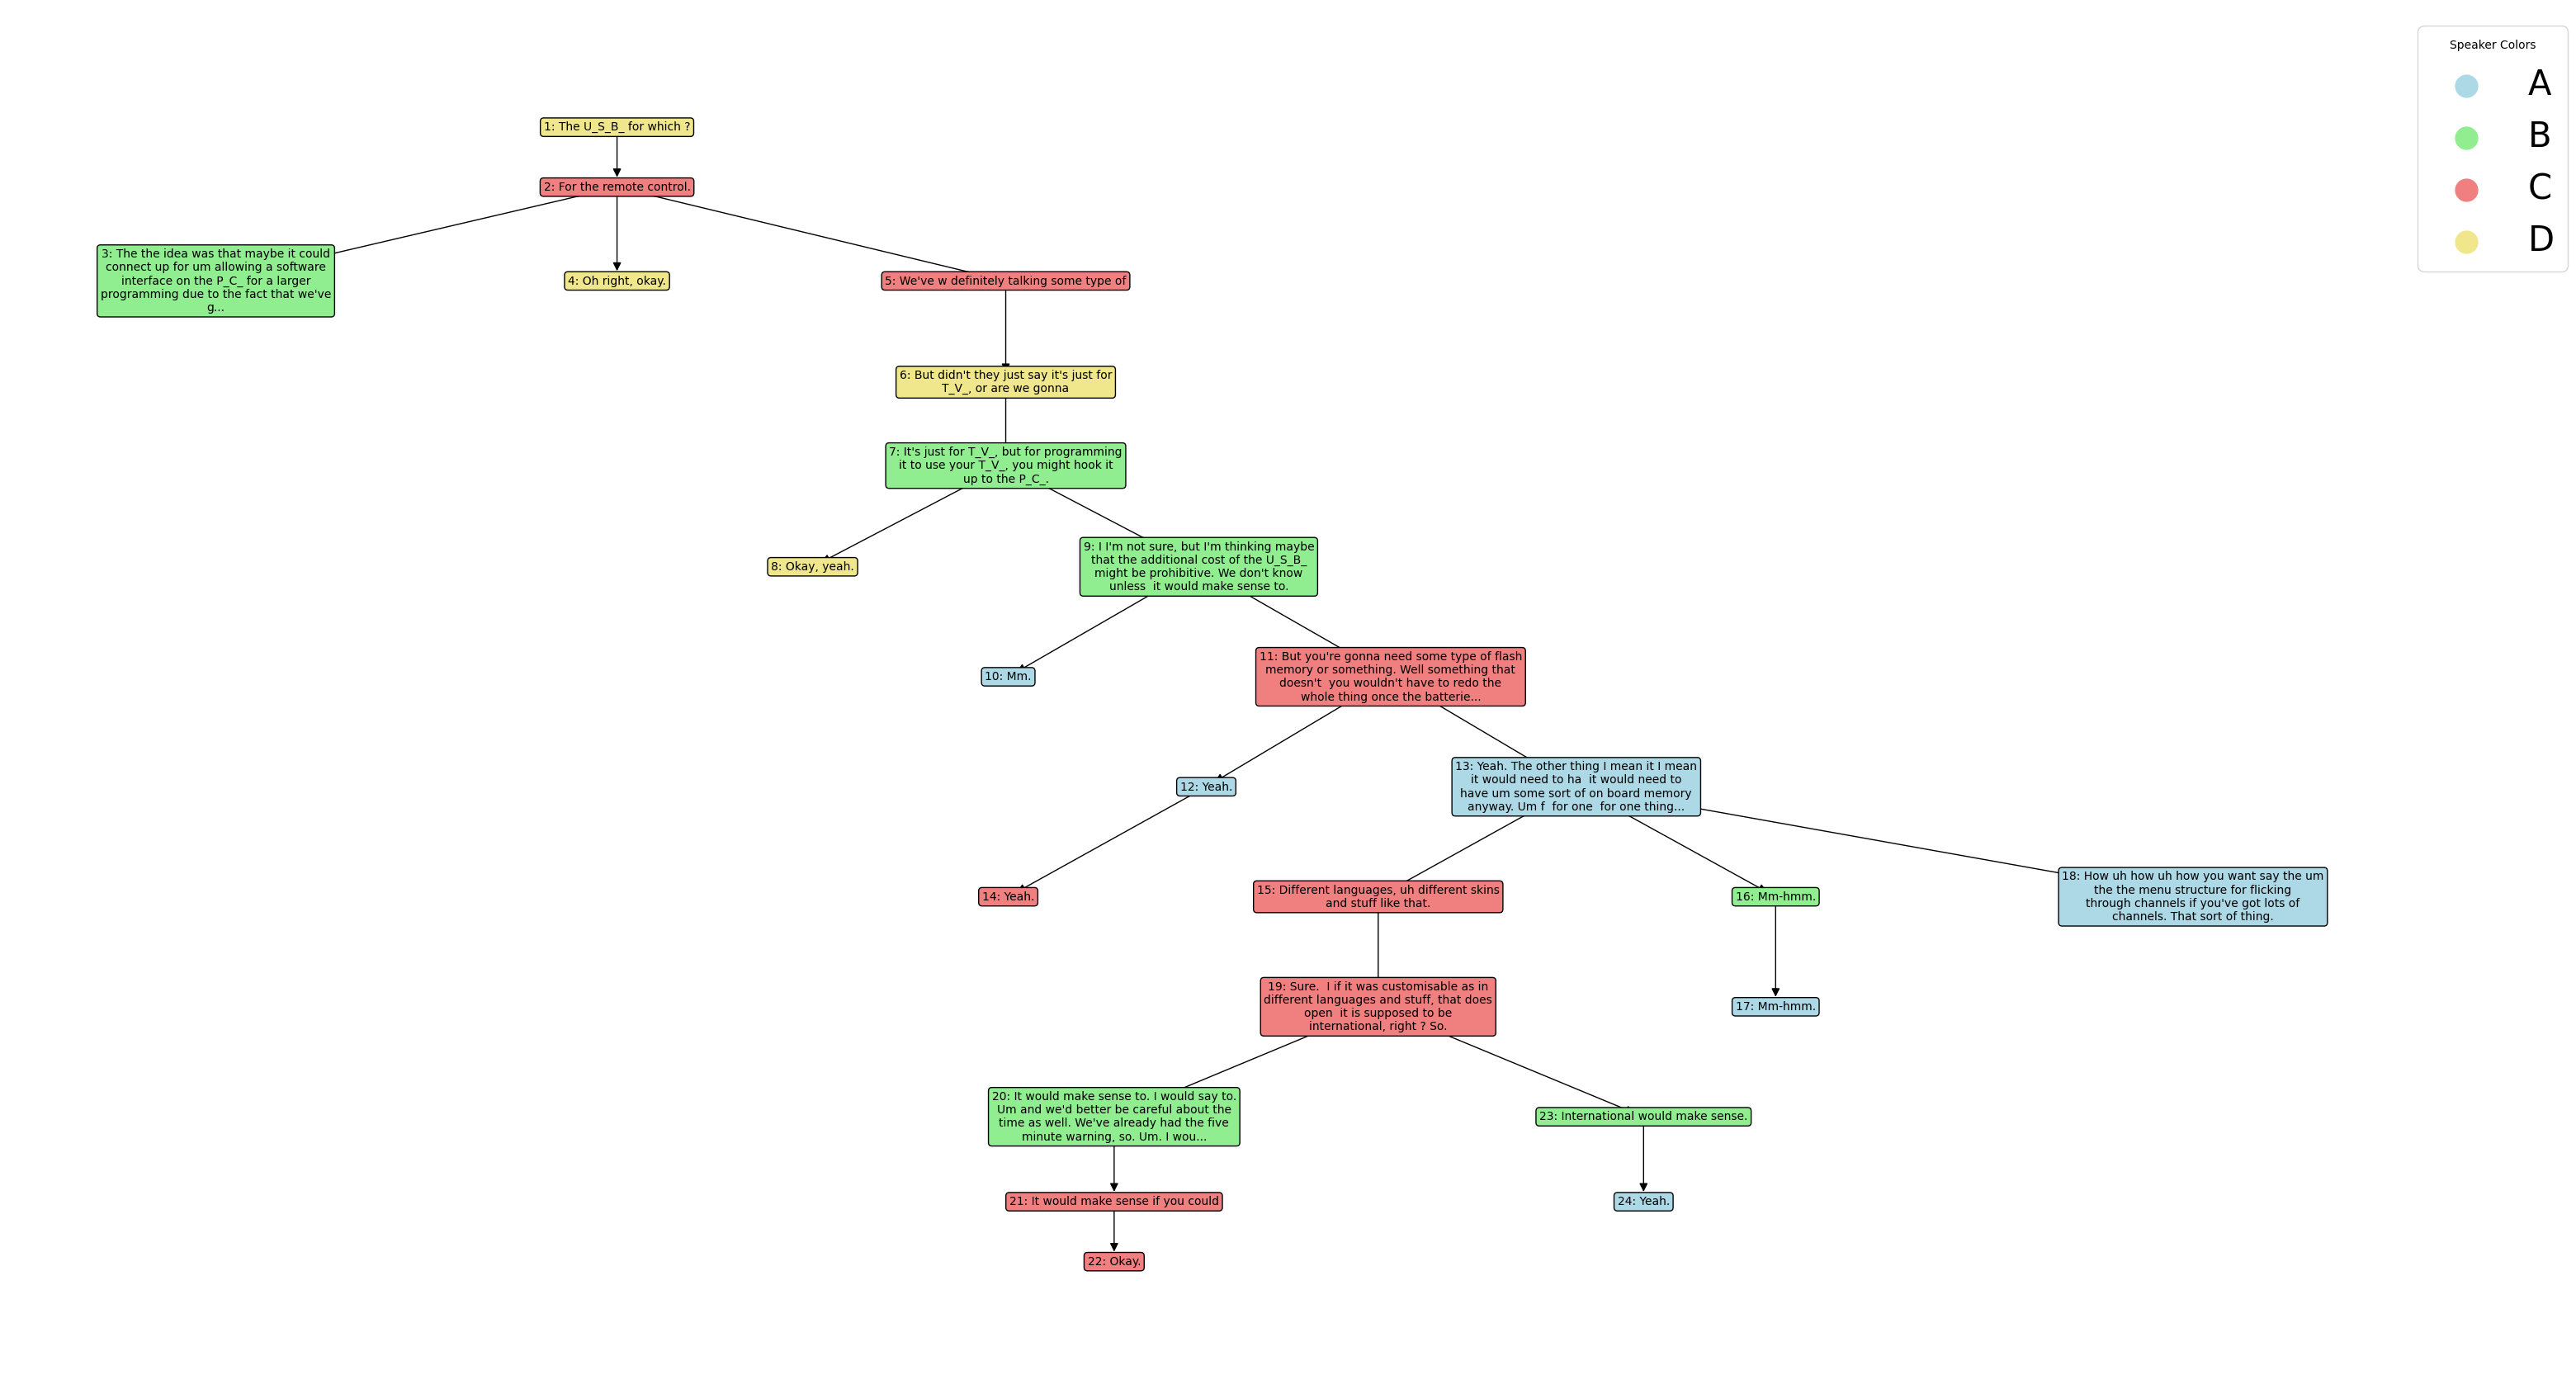 Speaker Colors
A
B
C
D
1: The U_S_B_ for which ?
2: For the remote control.
3: The the idea was that maybe it could
connect up for um allowing a software
interface on the P_C_ for a larger
programming due to the fact that we've
g...
4: Oh right, okay.
5: We've w definitely talking some type of
6: But didn't they just say it's just for
T_V_, or are we gonna
7: It's just for T_V_, but for programming
it to use your T_V_, you might hook it
up to the P_C_.
8: Okay, yeah.
9: I I'm not sure, but I'm thinking maybe
that the additional cost of the U_S_B_
might be prohibitive. We don't know
unless  it would make sense to.
10: Mm.
11: But you're gonna need some type of flash
memory or something. Well something that
doesn't  you wouldn't have to redo the
whole thing once the batterie...
12: Yeah.
13: Yeah. The other thing I mean it I mean
it would need to ha  it would need to
have um some sort of on board memory
anyway. Um f  for one  for one thing...
14: Yeah.
15: Different languages, uh different skins
and stuff like that.
16: Mm-hmm.
18: How uh how uh how you want say the um
the the menu structure for flicking
through channels if you've got lots of
channels. That sort of thing.
19: Sure.  I if it was customisable as in
different languages and stuff, that does
open  it is supposed to be
international, right ? So.
17: Mm-hmm.
20: It would make sense to. I would say to.
Um and we'd better be careful about the
time as well. We've already had the five
minute warning, so. Um. I wou...
23: International would make sense.
21: It would make sense if you could
24: Yeah.
22: Okay.